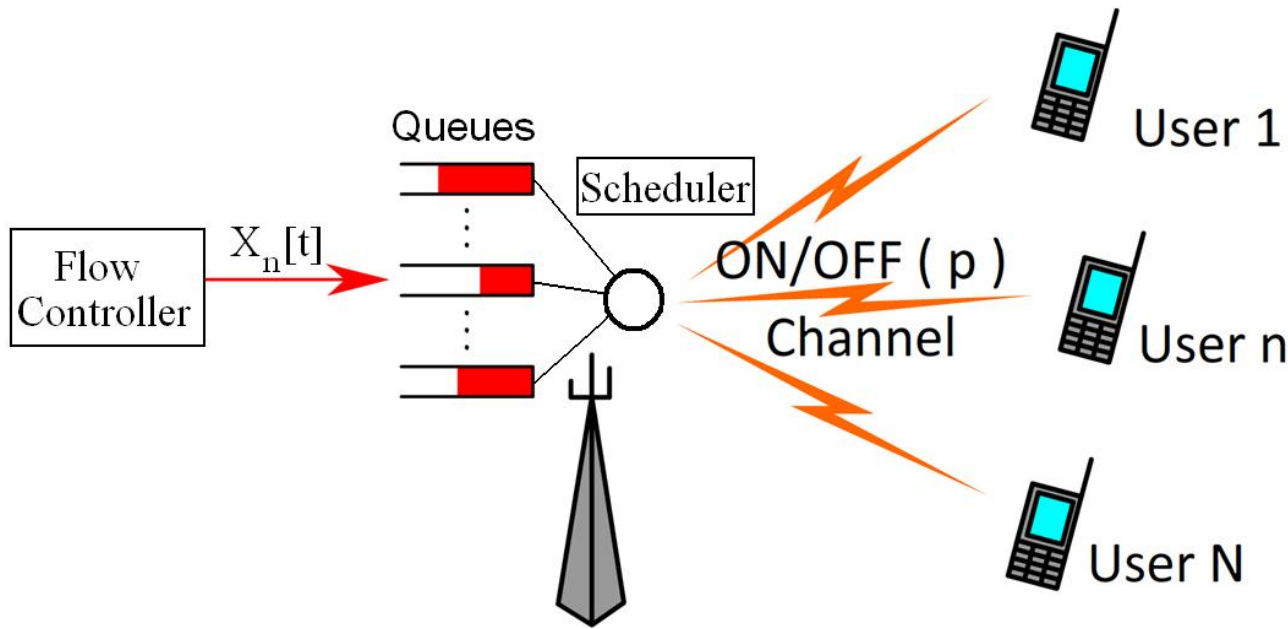 Queues
Scheduler
User 1
X_n[t]
Flow
Controller
ON/OFF ( p )
Channel
User n
User N